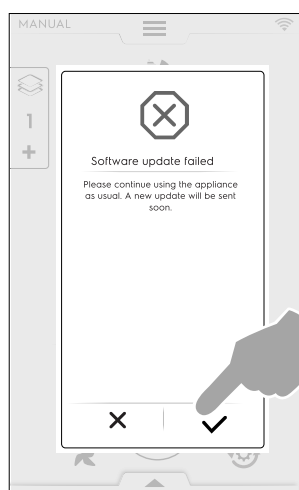 MANUAL
1
Software update failed
Please continue using the appliance
as usual. A new update will be sent
soon.